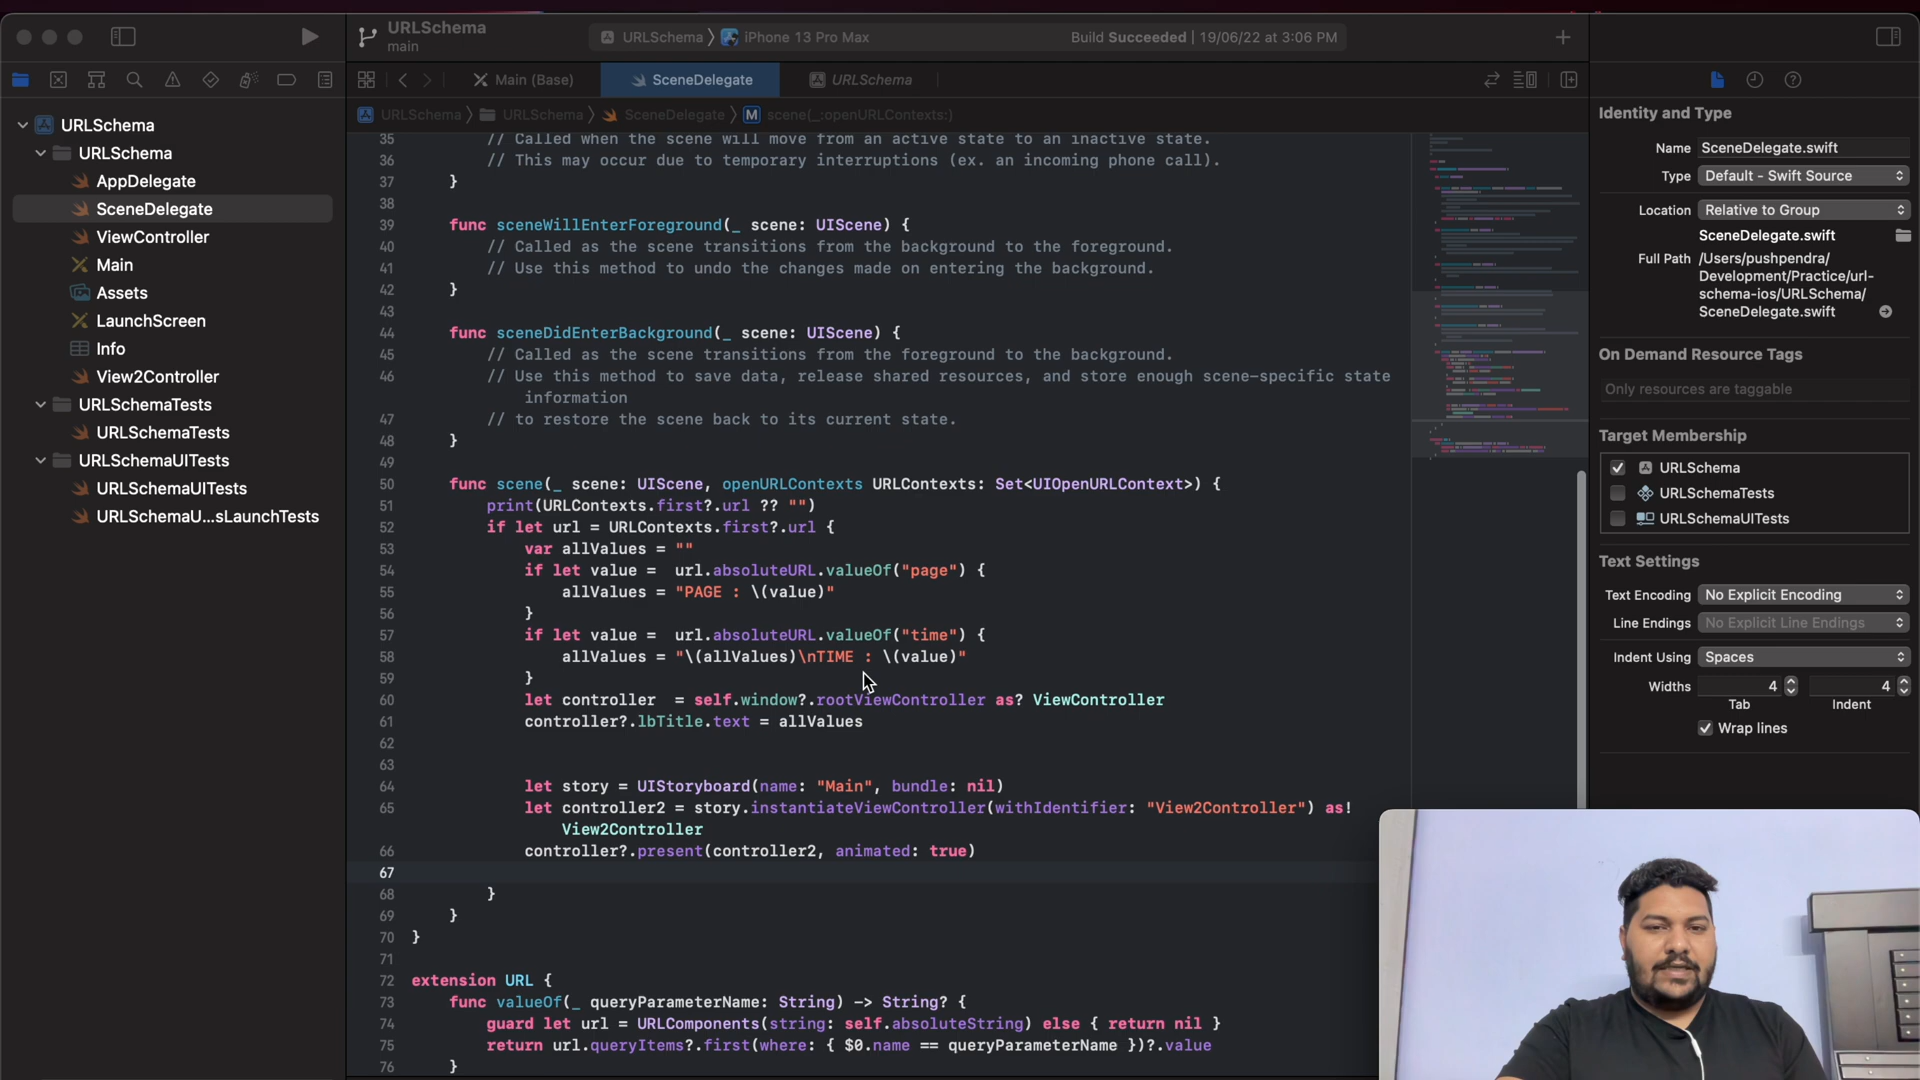 URLSchema
main
URLSchema 〉 iPhone 13 Pro Max
Build Succeeded | 19/06/22 at 3:06 PM
Main (Base)
SceneDelegate
URLSchema
URLSchema 〉 URLSchema 〉 SceneDelegate 〉 M scene(_:openURLContexts:)
URLSchema
URLSchema
AppDelegate
SceneDelegate
ViewController
Main
Assets
LaunchScreen
Info
View2Controller
URLSchemaTests
URLSchemaTests
URLSchemaUITests
URLSchemaUITests
URLSchemaU...sLaunchTests
35 // Called when the scene will move from an active state to an inactive state.
36 // This may occur due to temporary interruptions (ex. an incoming phone call).
37 }
38
39 func sceneWillEnterForeground(_ scene: UIScene) {
40 // Called as the scene transitions from the background to the foreground.
41 // Use this method to undo the changes made on entering the background.
42 }
43
44 func sceneDidEnterBackground(_ scene: UIScene) {
45 // Called as the scene transitions from the foreground to the background.
46 // Use this method to save data, release shared resources, and store enough scene-specific state
information
47 // to restore the scene back to its current state.
48 }
49
50 func scene(_ scene: UIScene, openURLContexts URLContexts: Set<UIOpenURLContext>) {
51 print(URLContexts.first?.url ?? "")
52 if let url = URLContexts.first?.url {
53 var allValues = ""
54 if let value =  url.absoluteURL.valueOf("page") {
55 allValues = "PAGE : \(value)"
56 }
57 if let value =  url.absoluteURL.valueOf("time") {
58 allValues = "\(allValues)\nTIME : \(value)"
59 }
60 let controller  = self.window?.rootViewController as? ViewController
61 controller?.lbTitle.text = allValues
62
63
64 let story = UIStoryboard(name: "Main", bundle: nil)
65 let controller2 = story.instantiateViewController(withIdentifier: "View2Controller") as!
View2Controller
66 controller?.present(controller2, animated: true)
67
68 }
69 }
70 }
71
72 extension URL {
73 func valueOf(_ queryParameterName: String) -> String? {
74 guard let url = URLComponents(string: self.absoluteString) else { return nil }
75 return url.queryItems?.first(where: { $0.name == queryParameterName })?.value
76 }
Identity and Type
Name SceneDelegate.swift
Type Default - Swift Source
Location Relative to Group
SceneDelegate.swift
Full Path /Users/pushpendra/
Development/Practice/url-
schema-ios/URLSchema/
SceneDelegate.swift
On Demand Resource Tags
Only resources are taggable
Target Membership
URLSchema
URLSchemaTests
URLSchemaUITests
Text Settings
Text Encoding No Explicit Encoding
Line Endings No Explicit Line Endings
Indent Using Spaces
Widths 4 4
Tab Indent
Wrap lines